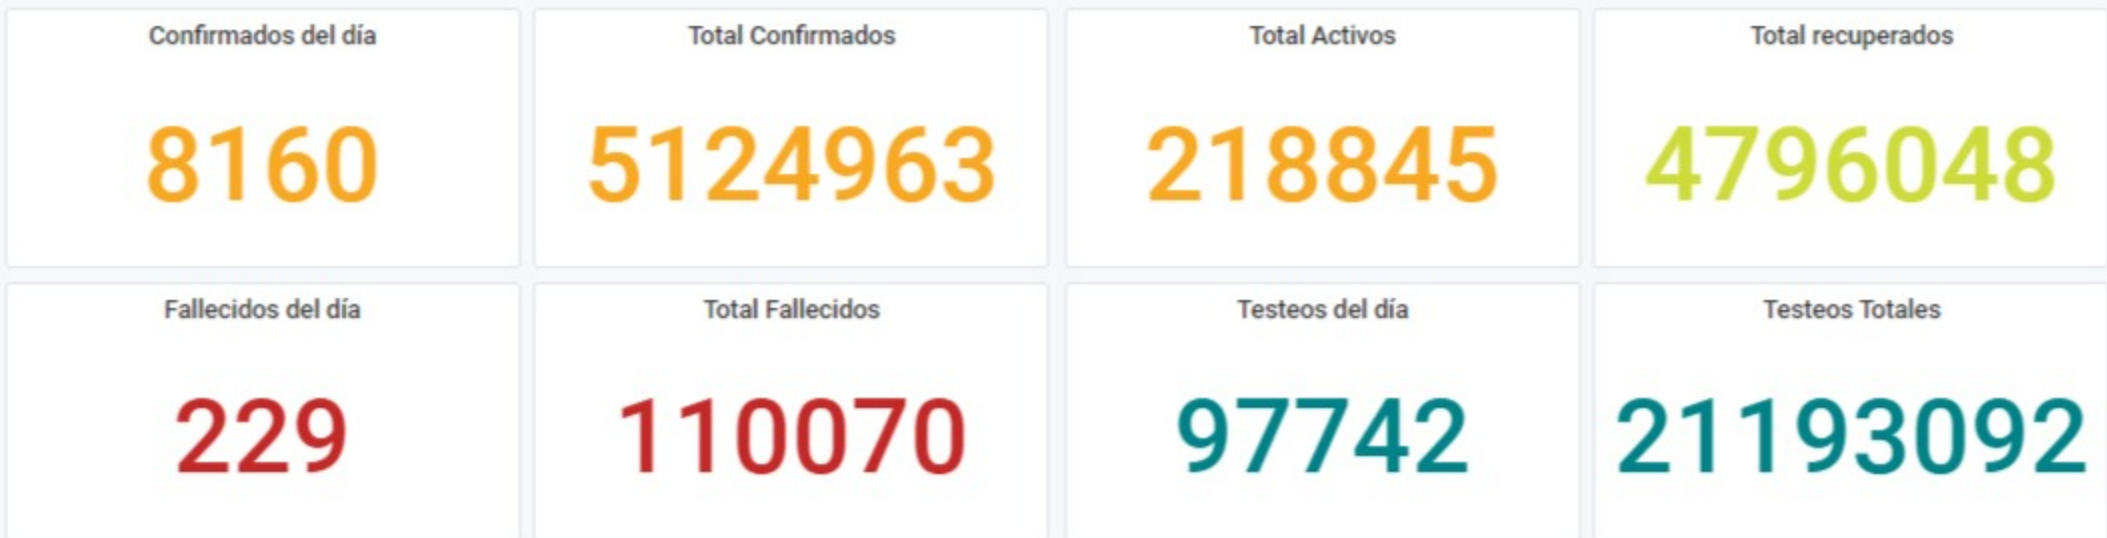 Confirmados del día
Total Confirmados
Total Activos
Total recuperados
8160
5124963
218845
4796048
Fallecidos del día
Total Fallecidos
Testeos del día
Testeos Totales
229
110070
97742
21193092